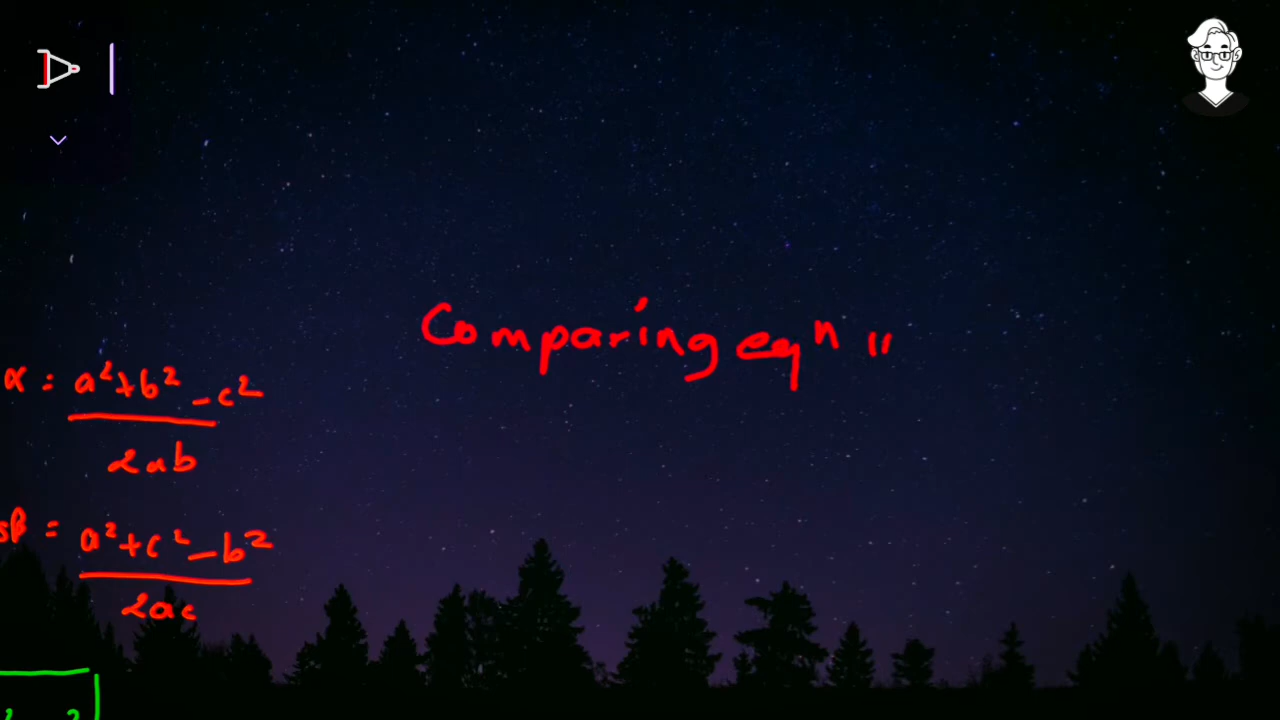 Comparing eqⁿ "
α = a²+b²-c²
2ab
sβ = a²+c²-b²
2ac